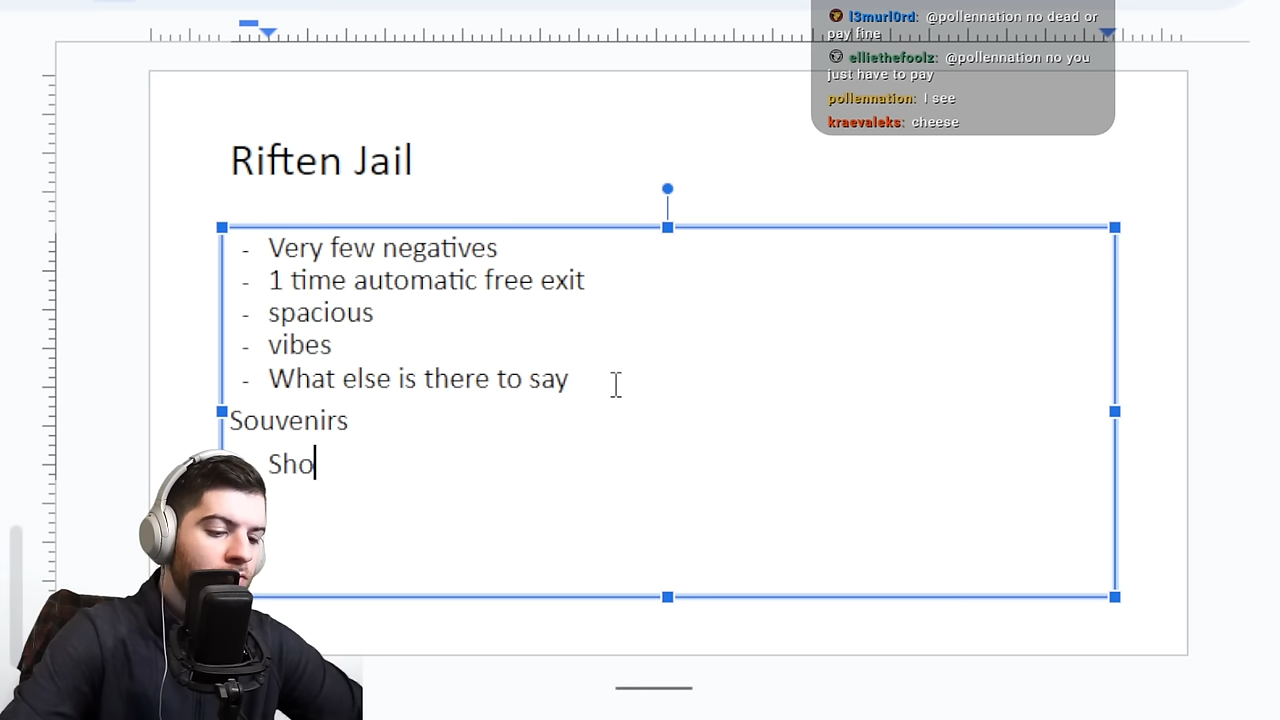 l3murl0rd: @pollennation no dead or
pay fine
elliethefoolz: @pollennation no you
just have to pay
pollennation: I see
kraevaleks: cheese
Riften Jail
- Very few negatives
- 1 time automatic free exit
- spacious
- vibes
- What else is there to say
Souvenirs
Sho